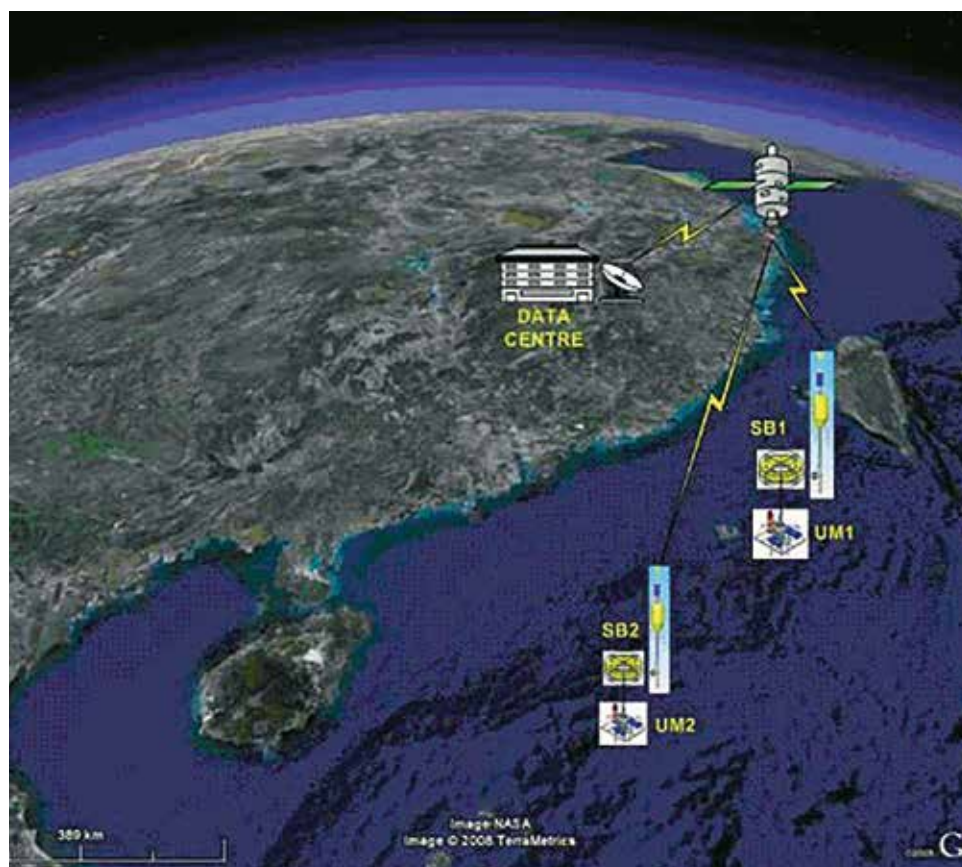 DATA
CENTRE
SB1
UM1
SB2
UM2
389 km
Image NASA
Image © 2008 TerraMetrics
G